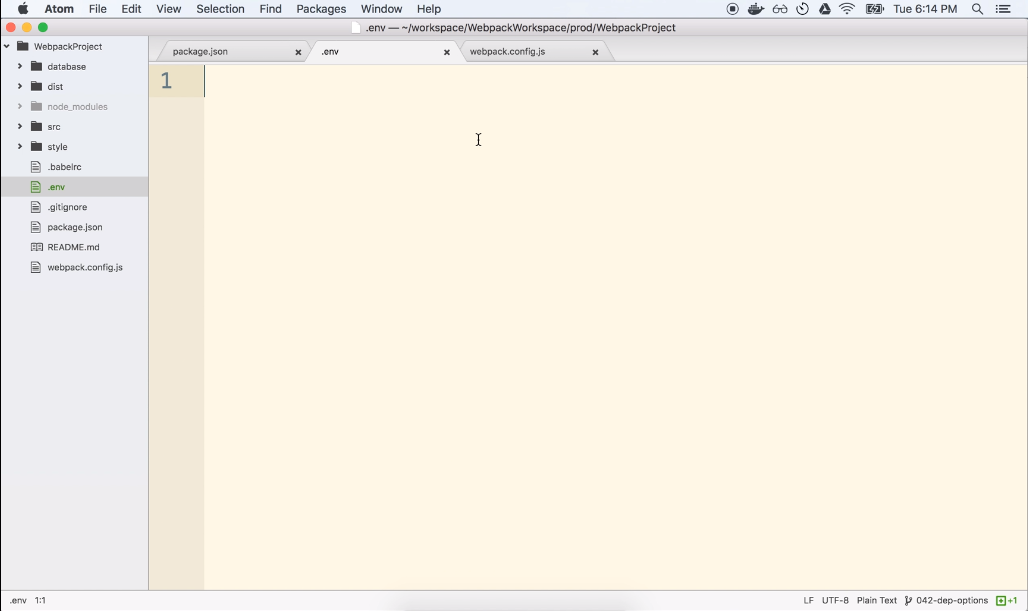 Atom File Edit View Selection Find Packages Window Help Tue 6:14 PM
.env — ~/workspace/WebpackWorkspace/prod/WebpackProject
WebpackProject
database
dist
node_modules
src
style
.babelrc
.env
.gitignore
package.json
README.md
webpack.config.js
package.json .env webpack.config.js
1
.env 1:1 LF UTF-8 Plain Text 042-dep-options +1